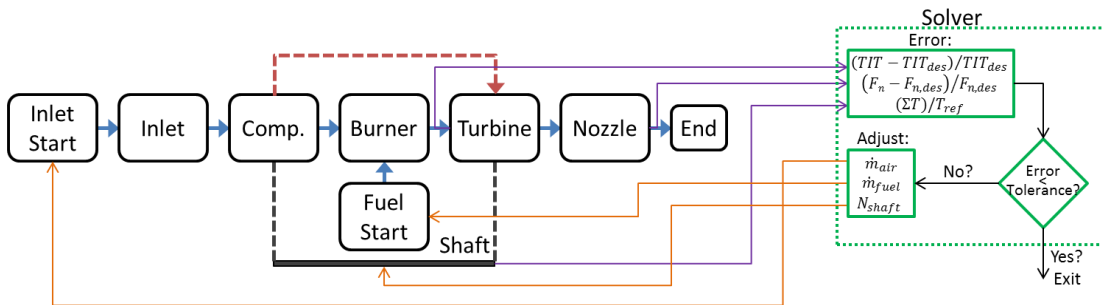 Solver
Error:
(TIT − TIT_des)/TIT_des
(F_n − F_n,des)/F_n,des
(ΣT)/T_ref
Inlet
Start
Inlet
Comp.
Burner
Turbine
Nozzle
End
Fuel
Start
Shaft
Adjust:
ṁ_air
ṁ_fuel
N_shaft
No?
Error
<
Tolerance?
Yes?
Exit